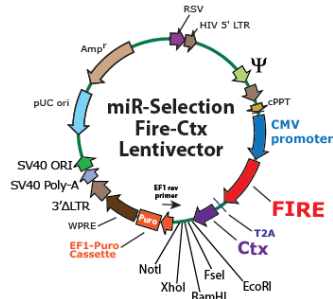 RSV
HIV 5' LTR
Amp r
Ψ
cPPT
pUC ori
miR-Selection
Fire-Ctx
Lentivector
CMV
promoter
SV40 ORI
SV40 Poly-A
3'ΔLTR
EF1 rev
primer
FIRE
WPRE
Puro
T2A
EF1-Puro
Cassette
Ctx
NotI
XhoI
FseI
EcoRI
BamHI